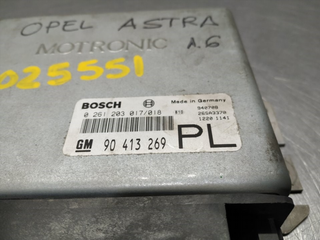 OPEL ASTRA
MOTRONIC 1.6
025551
BOSCH Made in Germany
0 261 203 017/018
GM 90 413 269 PL